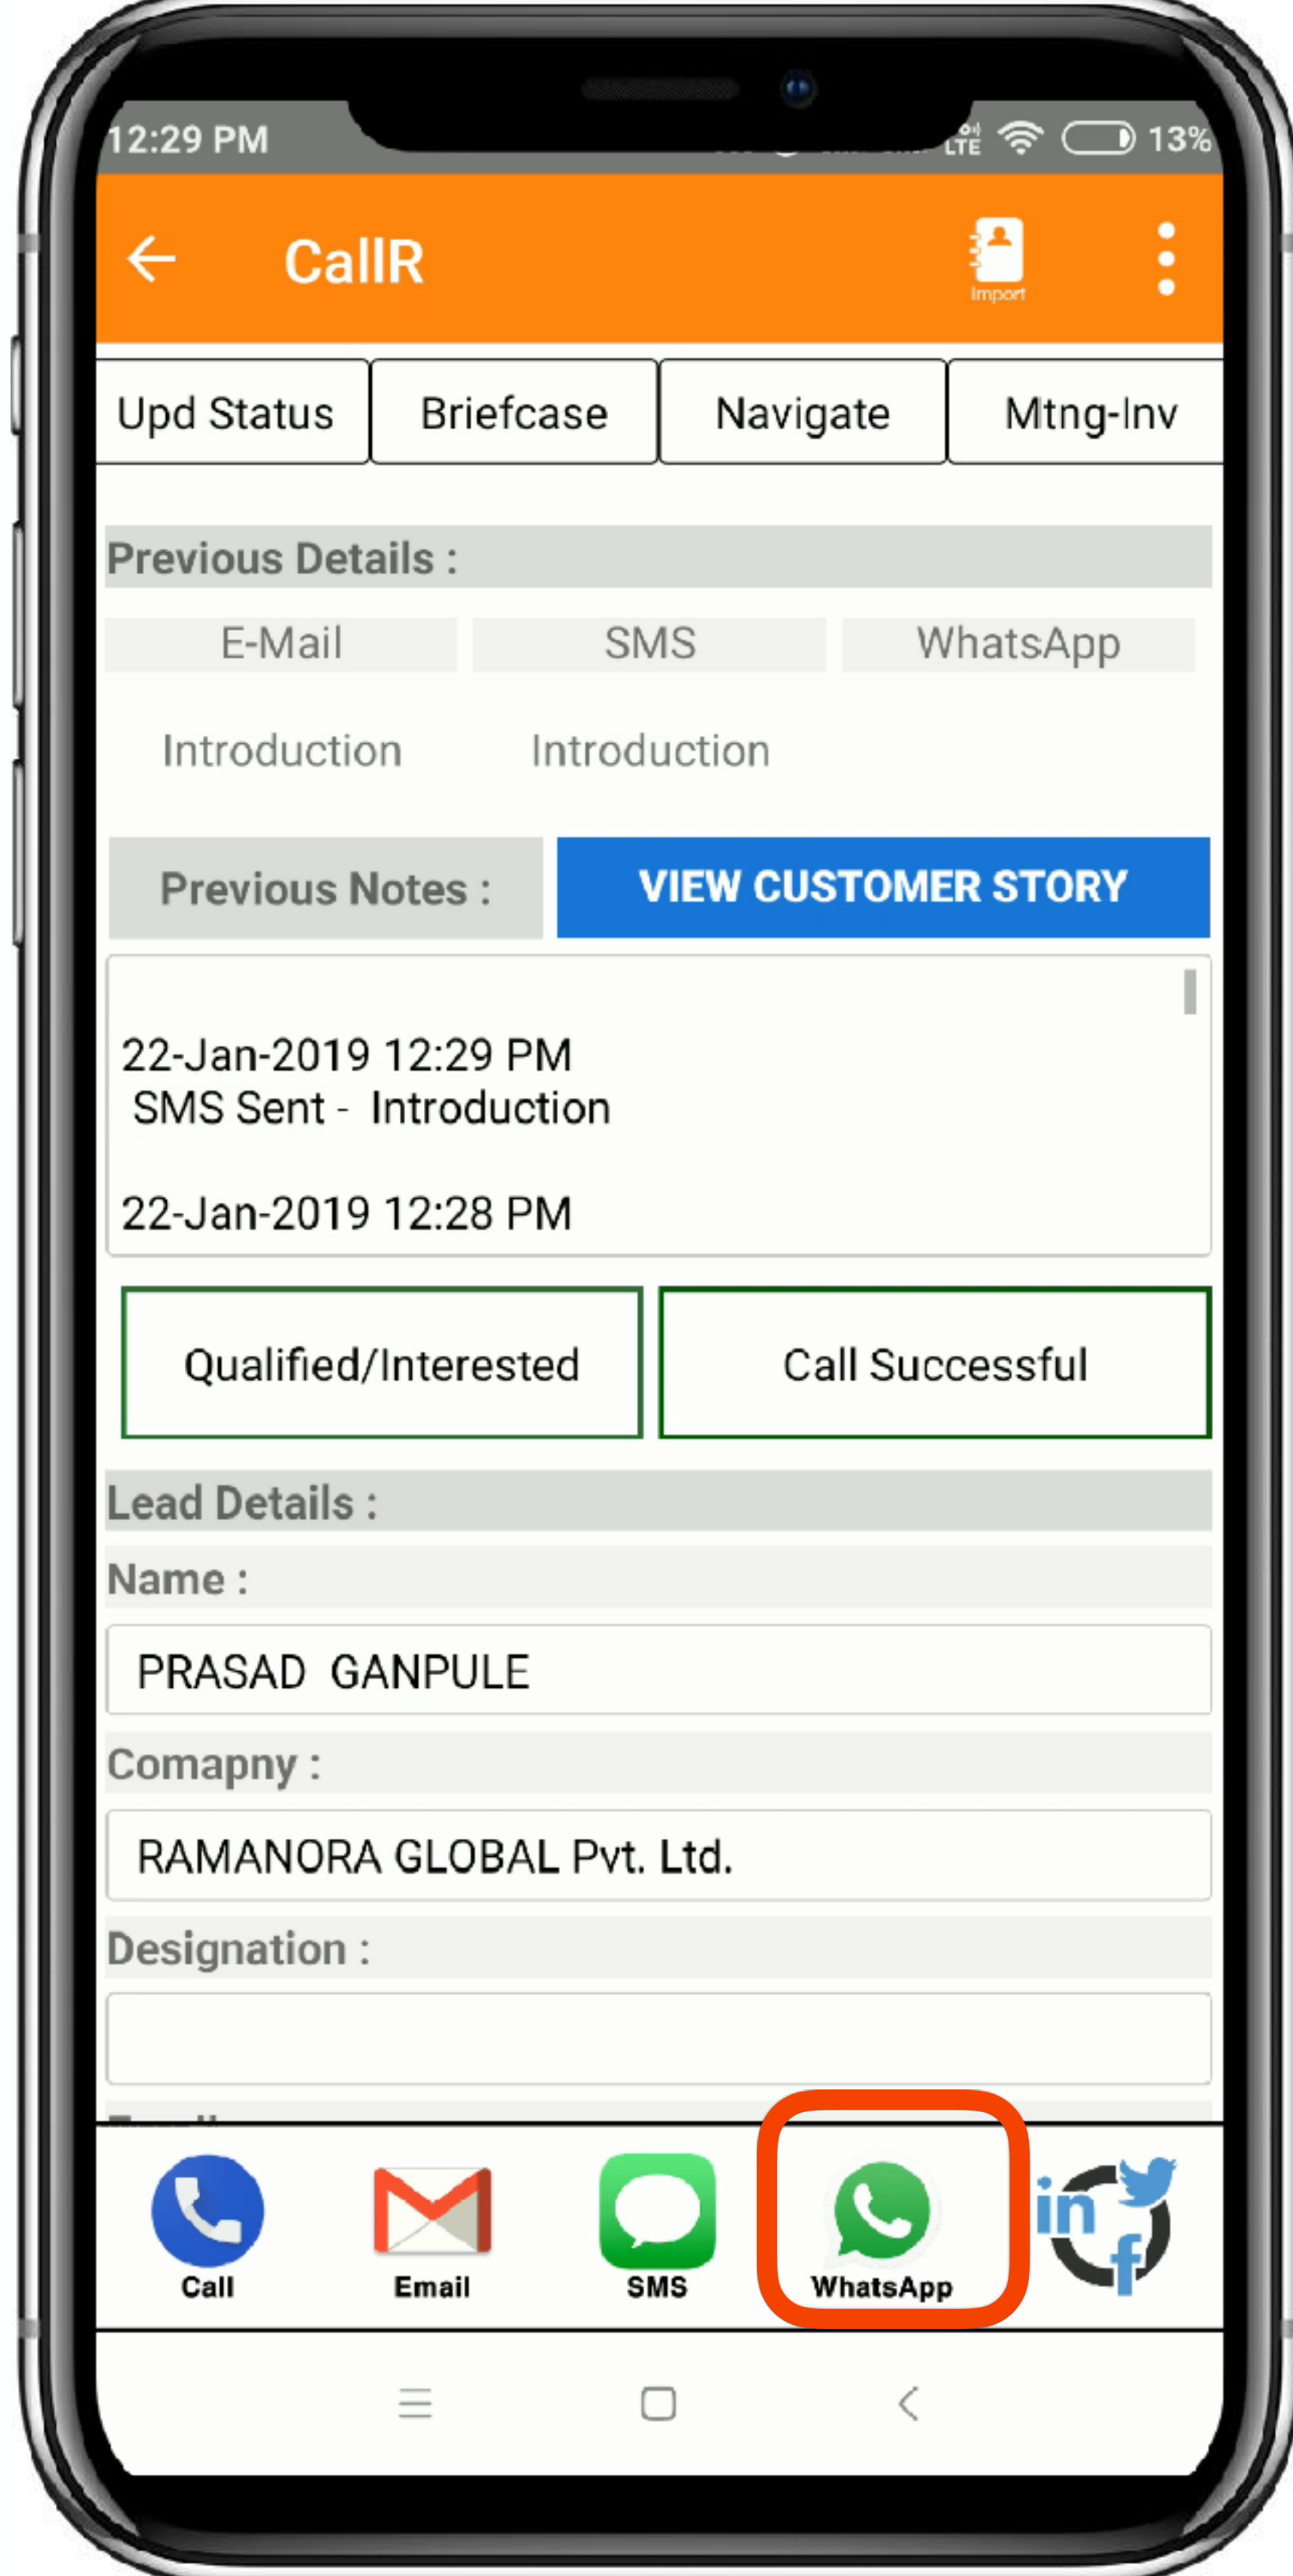 12:29 PM
LTE 13%
CallR
Import
Upd Status Briefcase Navigate Mtng-Inv
Previous Details :
E-Mail SMS WhatsApp
Introduction Introduction
Previous Notes : VIEW CUSTOMER STORY
22-Jan-2019 12:29 PM
SMS Sent - Introduction
22-Jan-2019 12:28 PM
Qualified/Interested Call Successful
Lead Details :
Name :
PRASAD GANPULE
Comapny :
RAMANORA GLOBAL Pvt. Ltd.
Designation :
Call Email SMS WhatsApp
in f